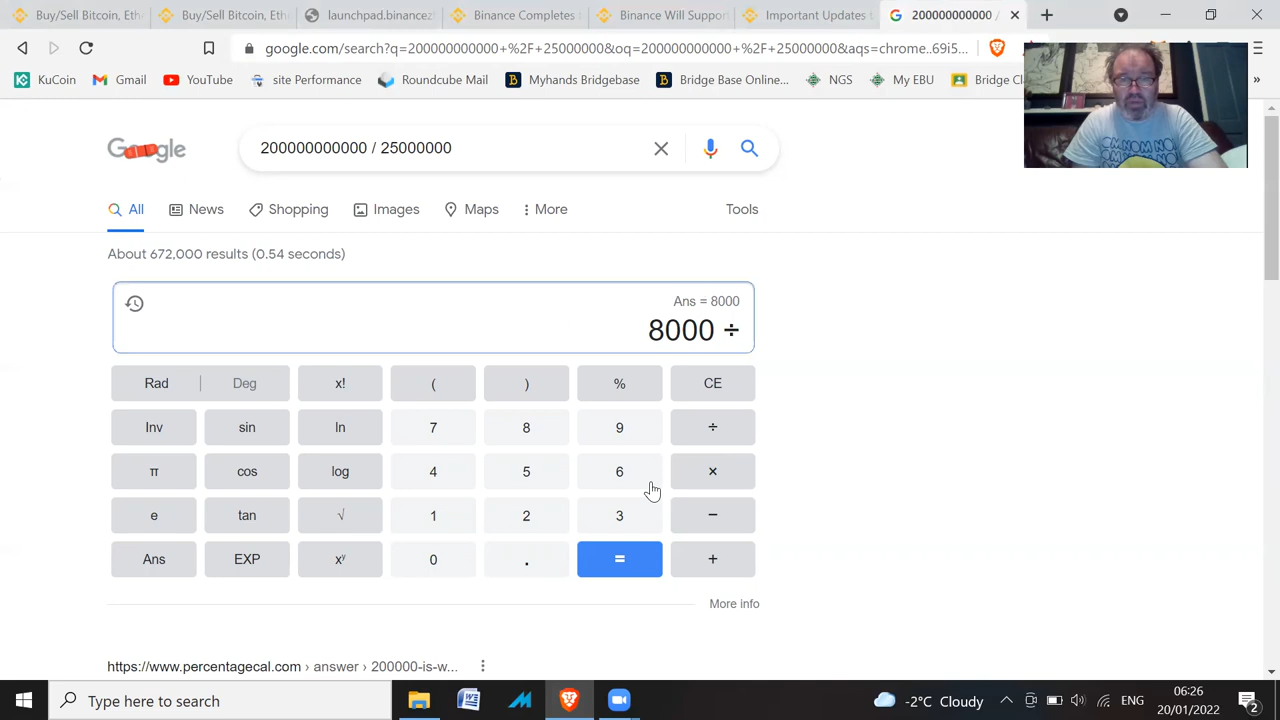 Buy/Sell Bitcoin, Eth
Buy/Sell Bitcoin, Eth
launchpad.binancez
Binance Completes t
Binance Will Support
Important Updates t
200000000000 /
google.com/search?q=200000000000+%2F+25000000&oq=200000000000+%2F+25000000&aqs=chrome..69i5...
KuCoin
Gmail
YouTube
site Performance
Roundcube Mail
Myhands Bridgebase
Bridge Base Online...
NGS
My EBU
Bridge Cl
»
Google
200000000000 / 25000000
All
News
Shopping
Images
Maps
More
Tools
About 672,000 results (0.54 seconds)
Ans = 8000
8000 ÷
Rad Deg x! ( ) % CE
Inv sin ln 7 8 9 ÷
π cos log 4 5 6 ×
e tan √ 1 2 3 −
Ans EXP xʸ 0 . = +
More info
https://www.percentagecal.com › answer › 200000-is-w...
Type here to search
-2°C Cloudy
ENG
06:26
20/01/2022
2